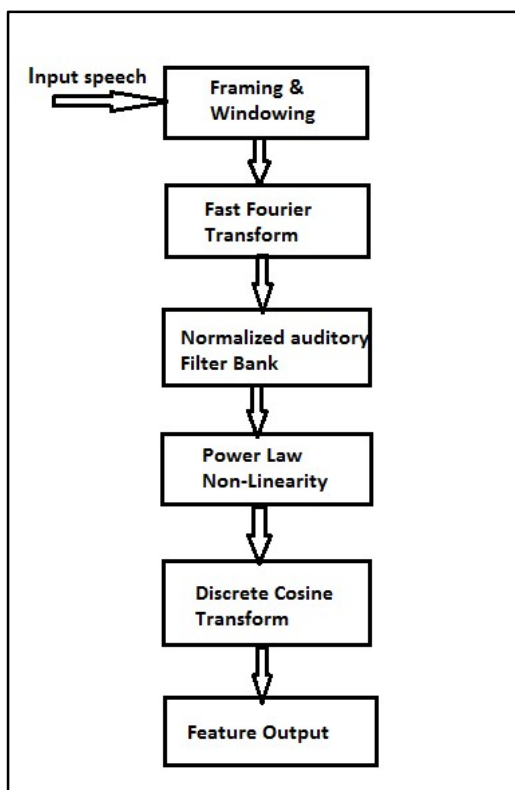 Input speech
Framing &
Windowing
Fast Fourier
Transform
Normalized auditory
Filter Bank
Power Law
Non-Linearity
Discrete Cosine
Transform
Feature Output